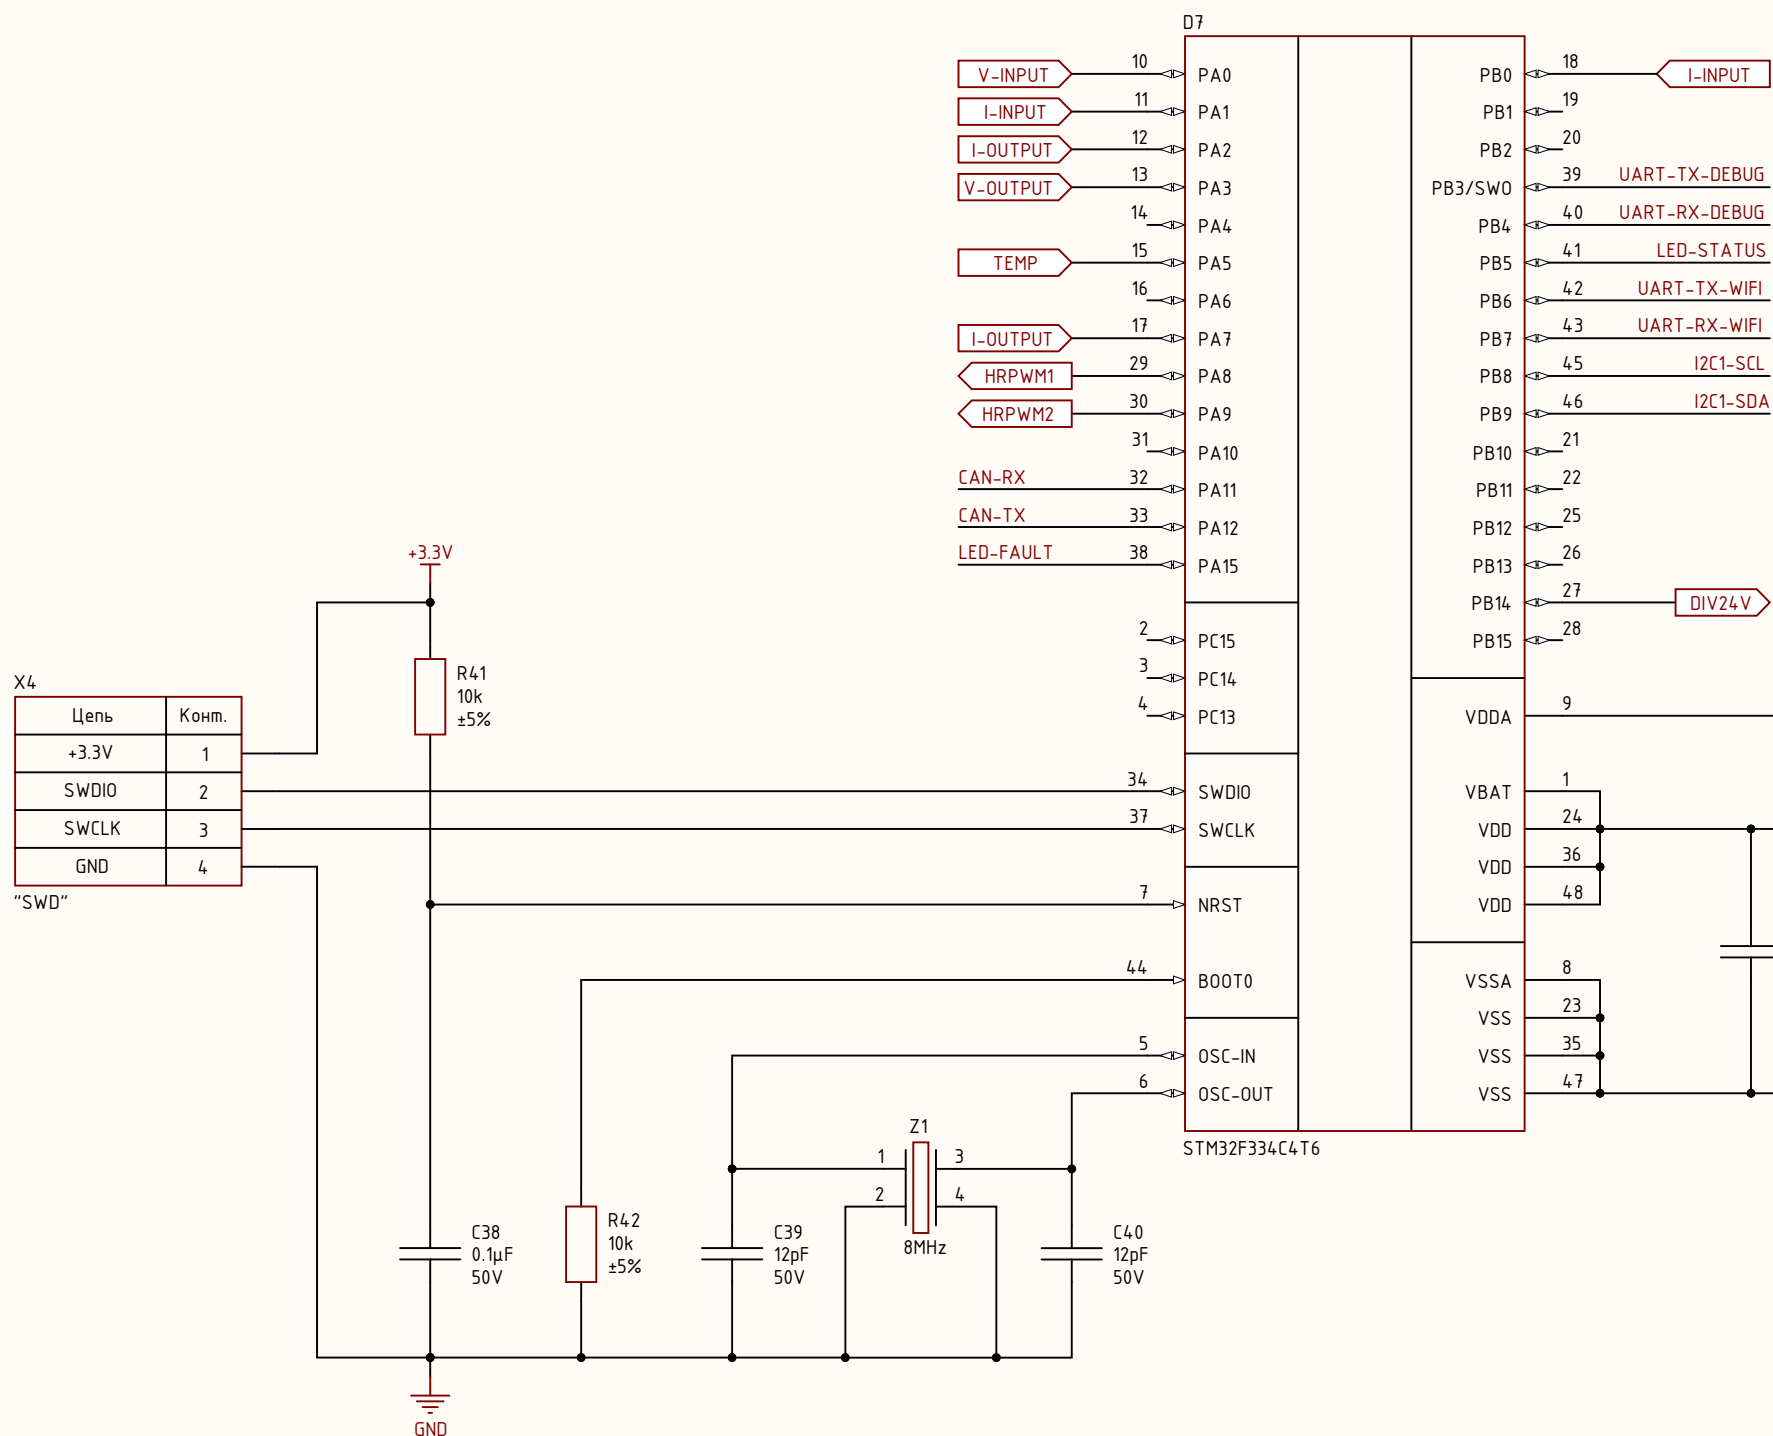 D7
V-INPUT 10 PA0
I-INPUT 11 PA1
I-OUTPUT 12 PA2
V-OUTPUT 13 PA3
14 PA4
TEMP 15 PA5
16 PA6
I-OUTPUT 17 PA7
HRPWM1 29 PA8
HRPWM2 30 PA9
31 PA10
CAN-RX 32 PA11
CAN-TX 33 PA12
LED-FAULT 38 PA15
2 PC15
3 PC14
4 PC13
34 SWDIO
37 SWCLK
7 NRST
44 BOOT0
5 OSC-IN
6 OSC-OUT
PB0 18 I-INPUT
PB1 19
PB2 20
PB3/SWO 39 UART-TX-DEBUG
PB4 40 UART-RX-DEBUG
PB5 41 LED-STATUS
PB6 42 UART-TX-WIFI
PB7 43 UART-RX-WIFI
PB8 45 I2C1-SCL
PB9 46 I2C1-SDA
PB10 21
PB11 22
PB12 25
PB13 26
PB14 27 DIV24V
PB15 28
VDDA 9
VBAT 1
VDD 24
VDD 36
VDD 48
VSSA 8
VSS 23
VSS 35
VSS 47
STM32F334C4T6
+3.3V
R41
10k
±5%
X4
Цепь Конт.
+3.3V 1
SWDIO 2
SWCLK 3
GND 4
"SWD"
C38
0.1µF
50V
R42
10k
±5%
C39
12pF
50V
Z1
1 3
2 4
8MHz
C40
12pF
50V
GND